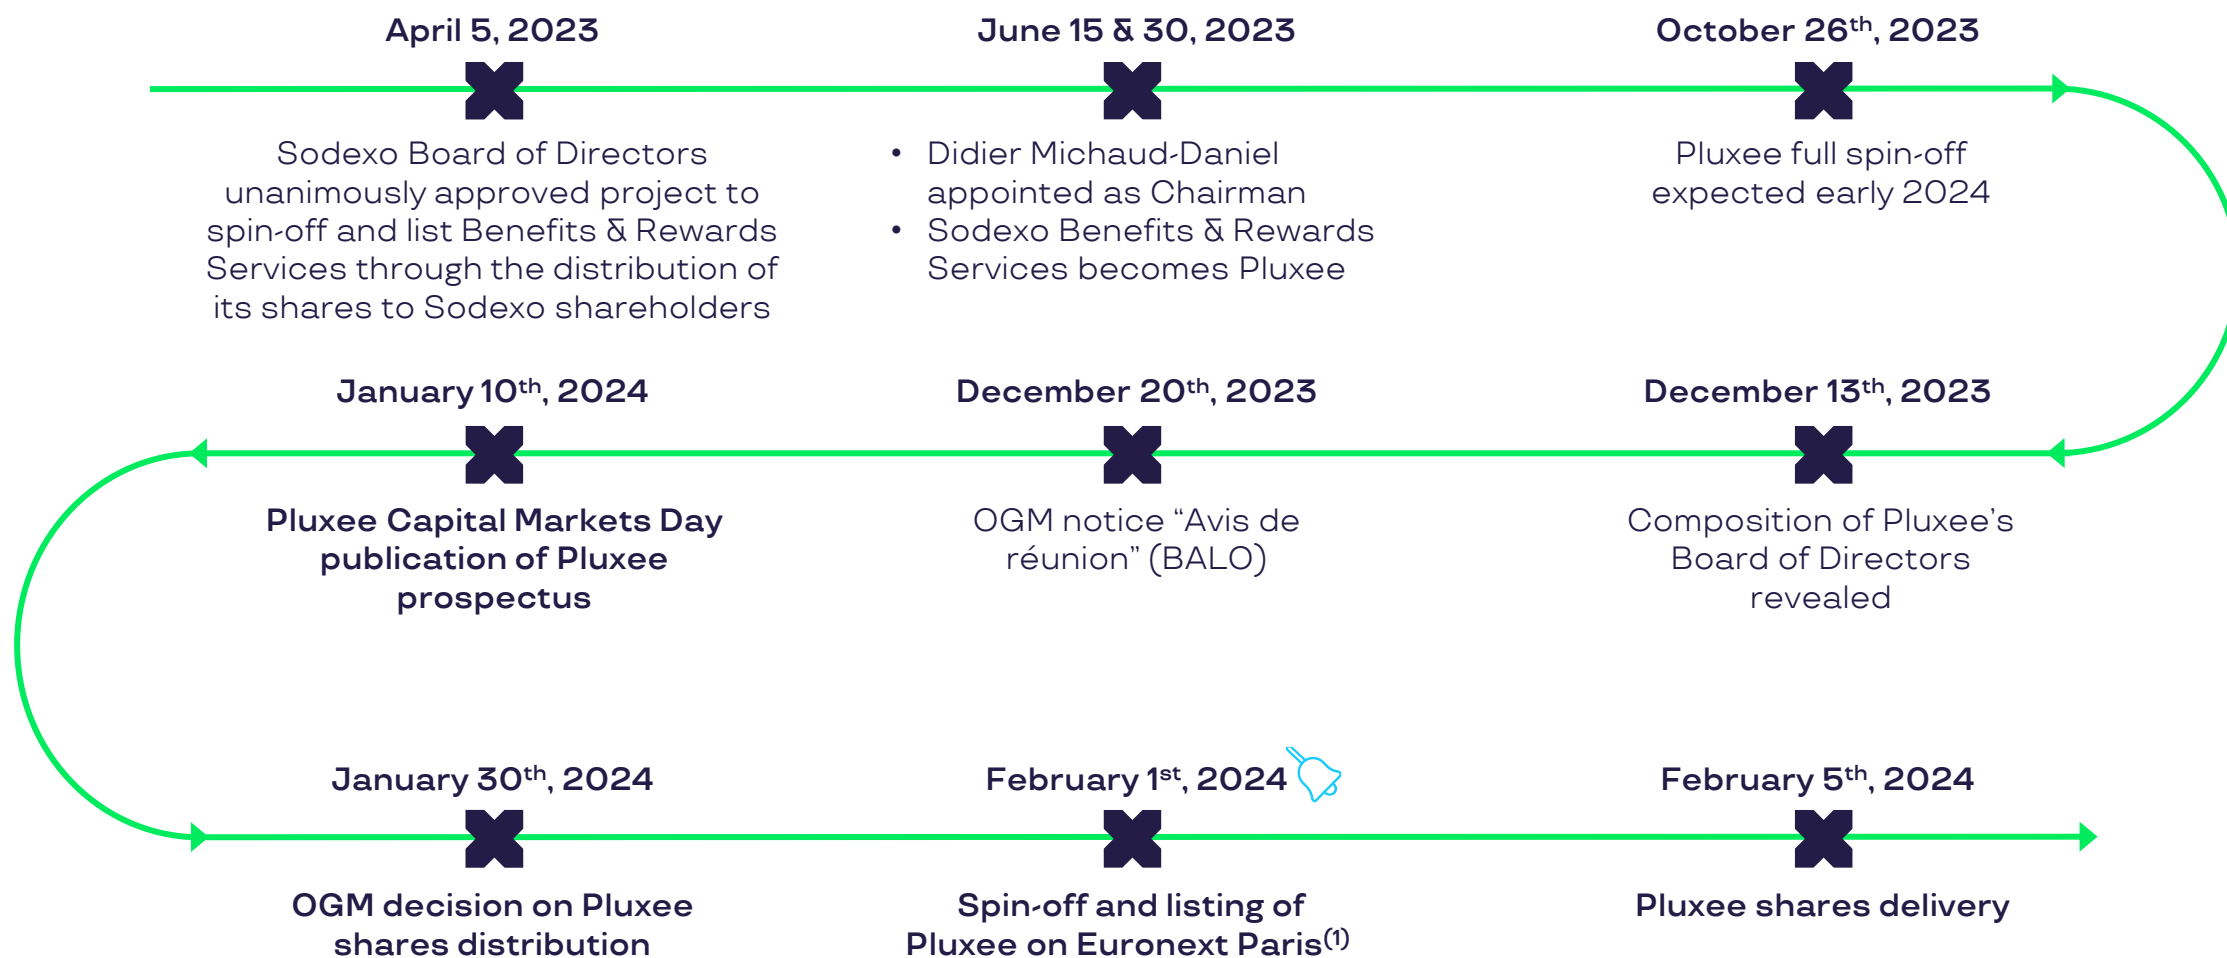 April 5, 2023
Sodexo Board of Directors
unanimously approved project to
spin-off and list Benefits & Rewards
Services through the distribution of
its shares to Sodexo shareholders
June 15 & 30, 2023
• Didier Michaud-Daniel
appointed as Chairman
• Sodexo Benefits & Rewards
Services becomes Pluxee
October 26th, 2023
Pluxee full spin-off
expected early 2024
December 13th, 2023
Composition of Pluxee’s
Board of Directors
revealed
December 20th, 2023
OGM notice “Avis de
réunion” (BALO)
January 10th, 2024
Pluxee Capital Markets Day
publication of Pluxee
prospectus
January 30th, 2024
OGM decision on Pluxee
shares distribution
February 1st, 2024
Spin-off and listing of
Pluxee on Euronext Paris(1)
February 5th, 2024
Pluxee shares delivery